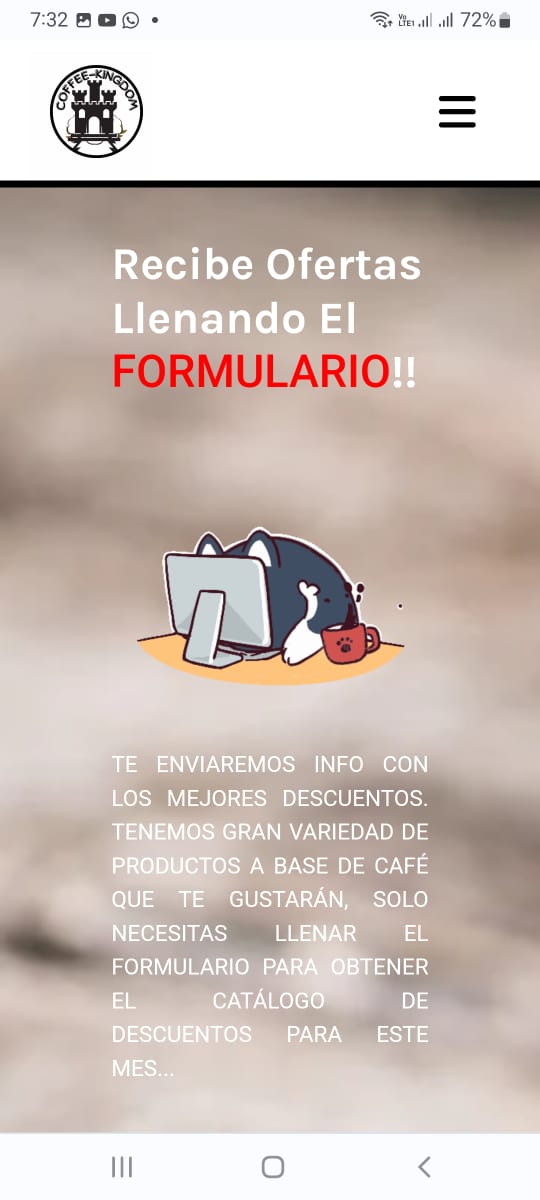 7:32
Vo
LTE1
72%
COFFEE-KINGDOM
Recibe Ofertas
Llenando El
FORMULARIO!!
TE ENVIAREMOS INFO CON
LOS MEJORES DESCUENTOS.
TENEMOS GRAN VARIEDAD DE
PRODUCTOS A BASE DE CAFÉ
QUE TE GUSTARÁN, SOLO
NECESITAS LLENAR EL
FORMULARIO PARA OBTENER
EL CATÁLOGO DE
DESCUENTOS PARA ESTE
MES...